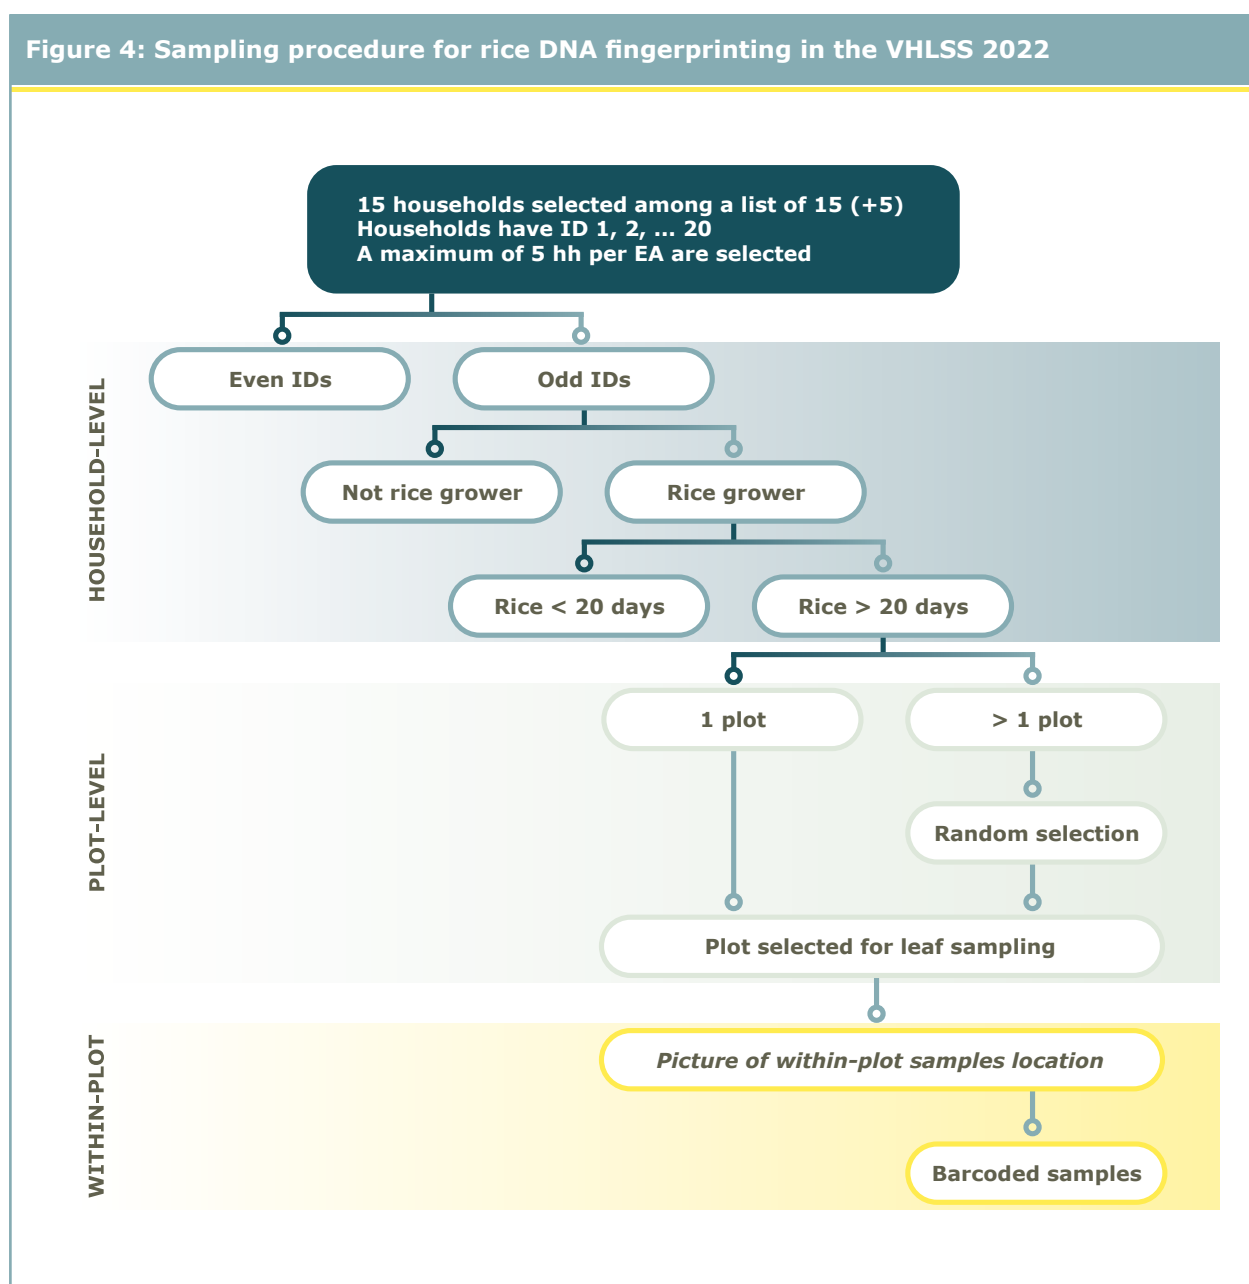 Figure 4: Sampling procedure for rice DNA fingerprinting in the VHLSS 2022
15 households selected among a list of 15 (+5)
Households have ID 1, 2, ... 20
A maximum of 5 hh per EA are selected
HOUSEHOLD-LEVEL
Even IDs
Odd IDs
Not rice grower
Rice grower
Rice < 20 days
Rice > 20 days
PLOT-LEVEL
1 plot
> 1 plot
Random selection
Plot selected for leaf sampling
WITHIN-PLOT
Picture of within-plot samples location
Barcoded samples